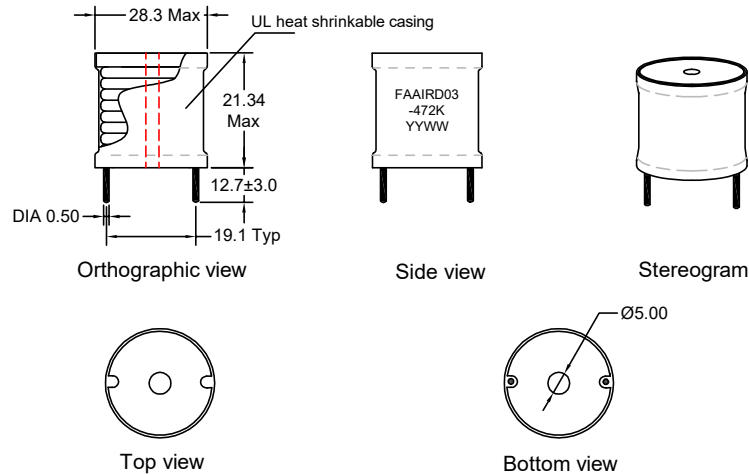 28.3 Max
UL heat shrinkable casing
21.34
Max
12.7±3.0
DIA 0.50
19.1 Typ
Orthographic view
FAAIRD03
-472K
YYWW
Side view
Stereogram
Top view
Ø5.00
Bottom view